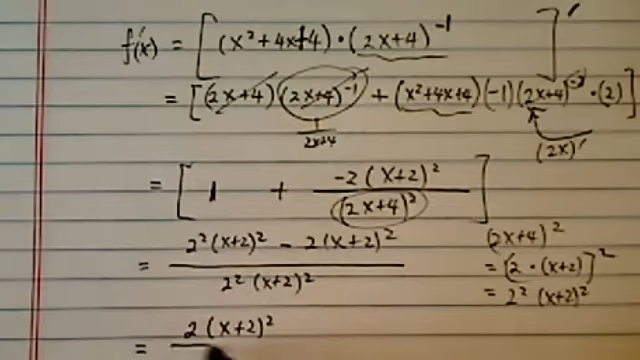 f'(x) = [(x²+4x+4)·(2x+4)⁻¹]'
= [(2x+4)(2x+4)⁻¹ + (x²+4x+4)(-1)(2x+4)⁻²·(2)]
1/(2x+4)
(2x)'
= [1 + -2(x+2)²/(2x+4)²]
= (2²(x+2)² - 2(x+2)²)/(2²(x+2)²)
(2x+4)²
= [2·(x+2)]²
= 2²(x+2)²
= 2(x+2)²